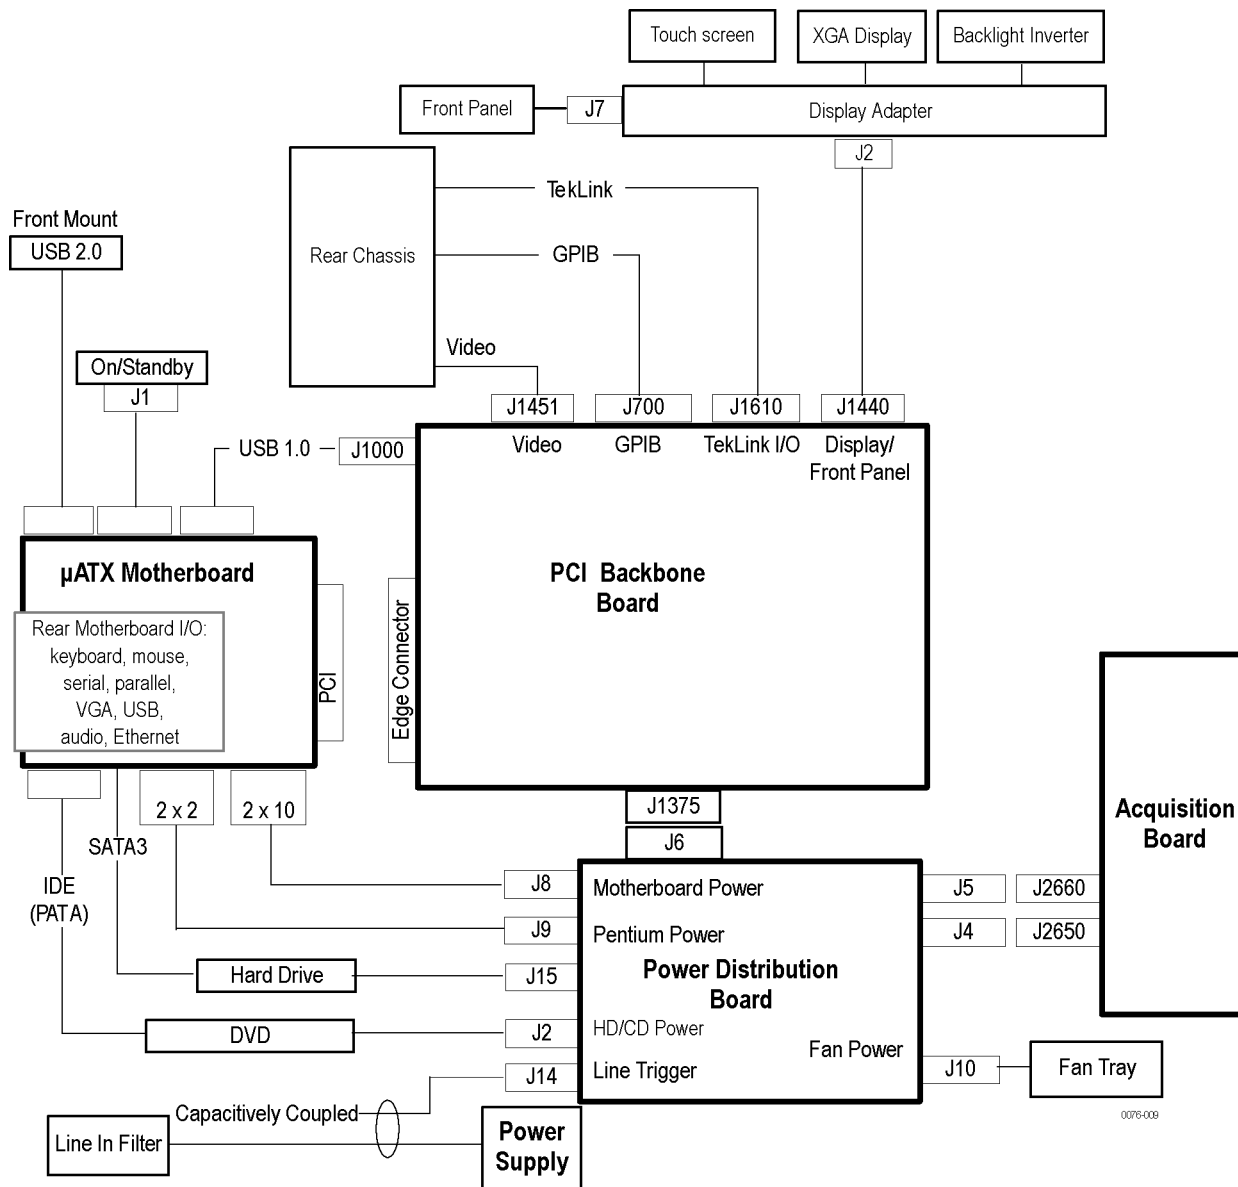 Touch screen
XGA Display
Backlight Inverter
Front Panel
J7
Display Adapter
J2
TekLink
Front Mount
USB 2.0
Rear Chassis
GPIB
Video
On/Standby
J1
J1451
J700
J1610
J1440
USB 1.0
J1000
Video
GPIB
TekLink I/O
Display/
Front Panel
µATX Motherboard
PCI Backbone
Board
Rear Motherboard I/O:
keyboard, mouse,
serial, parallel,
VGA, USB,
audio, Ethernet
PCI
Edge Connector
2 x 2
2 x 10
J1375
J6
Acquisition
Board
SATA3
IDE
(PATA)
J8
Motherboard Power
J5
J2660
J9
Pentium Power
J4
J2650
Hard Drive
J15
Power Distribution
Board
DVD
J2
HD/CD Power
Fan Power
J14
Line Trigger
J10
Fan Tray
Capacitively Coupled
Line In Filter
Power
Supply
0076-009